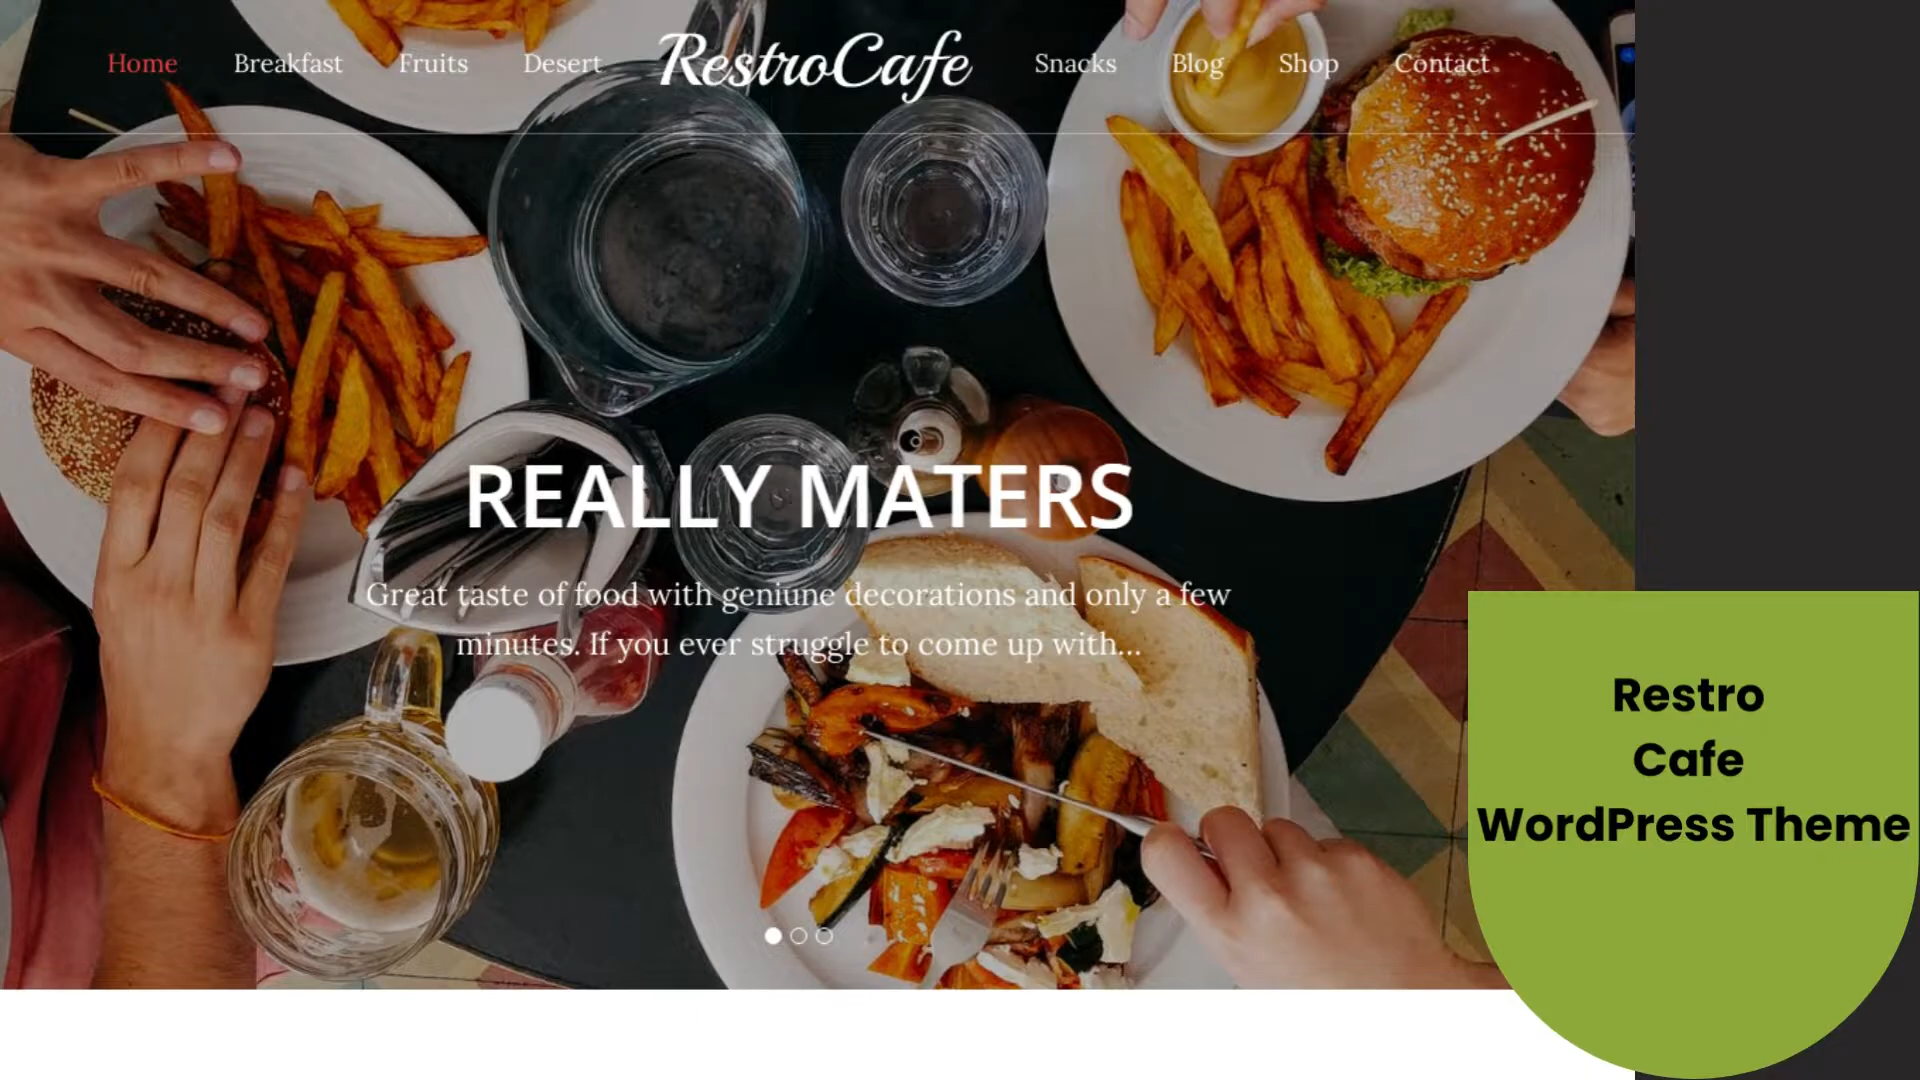 Home Breakfast Fruits Desert RestroCafe Snacks Blog Shop Contact
REALLY MATERS
Great taste of food with geniune decorations and only a few
minutes. If you ever struggle to come up with...
Restro
Cafe
WordPress Theme